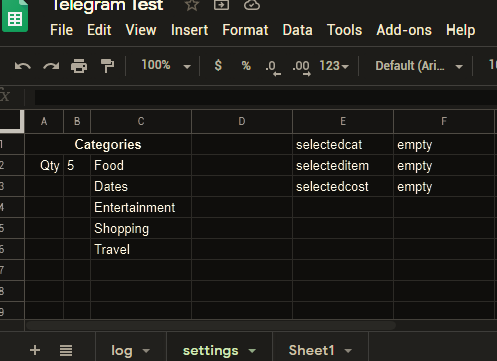 Telegram Test
File Edit View Insert Format Data Tools Add-ons Help
100% $ % .0 .00 123 Default (Ari...
A B C D E F
1 Categories selectedcat empty
2 Qty 5 Food selecteditem empty
3 Dates selectedcost empty
4 Entertainment
5 Shopping
6 Travel
7
8
9
+ log settings Sheet1